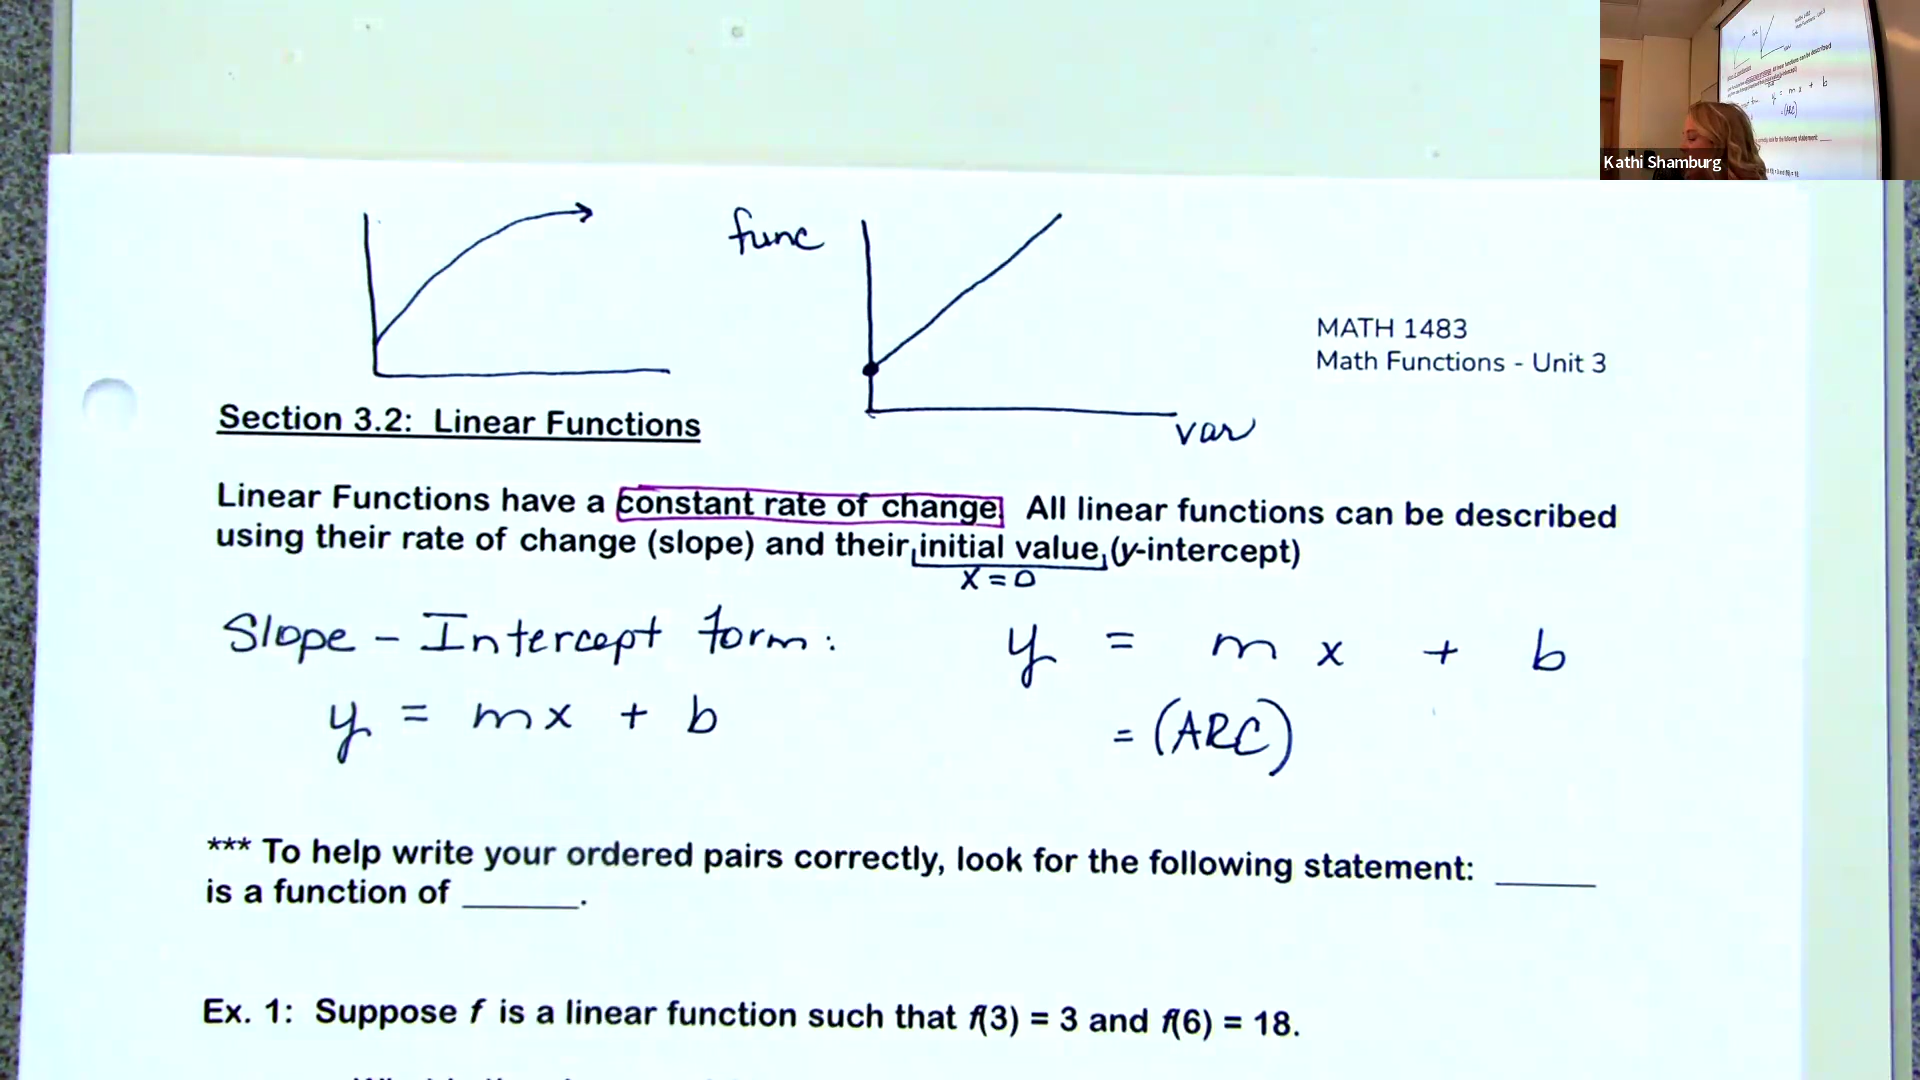 func
var
MATH 1483
Math Functions - Unit 3
Section 3.2: Linear Functions
Linear Functions have a constant rate of change. All linear functions can be described
using their rate of change (slope) and their initial value (y-intercept)
x = 0
Slope - Intercept form:
y = mx + b
y = m x + b
= (ARC)
*** To help write your ordered pairs correctly, look for the following statement: ______
is a function of _______.
Ex. 1: Suppose f is a linear function such that f(3) = 3 and f(6) = 18.
Kathi Shamburg